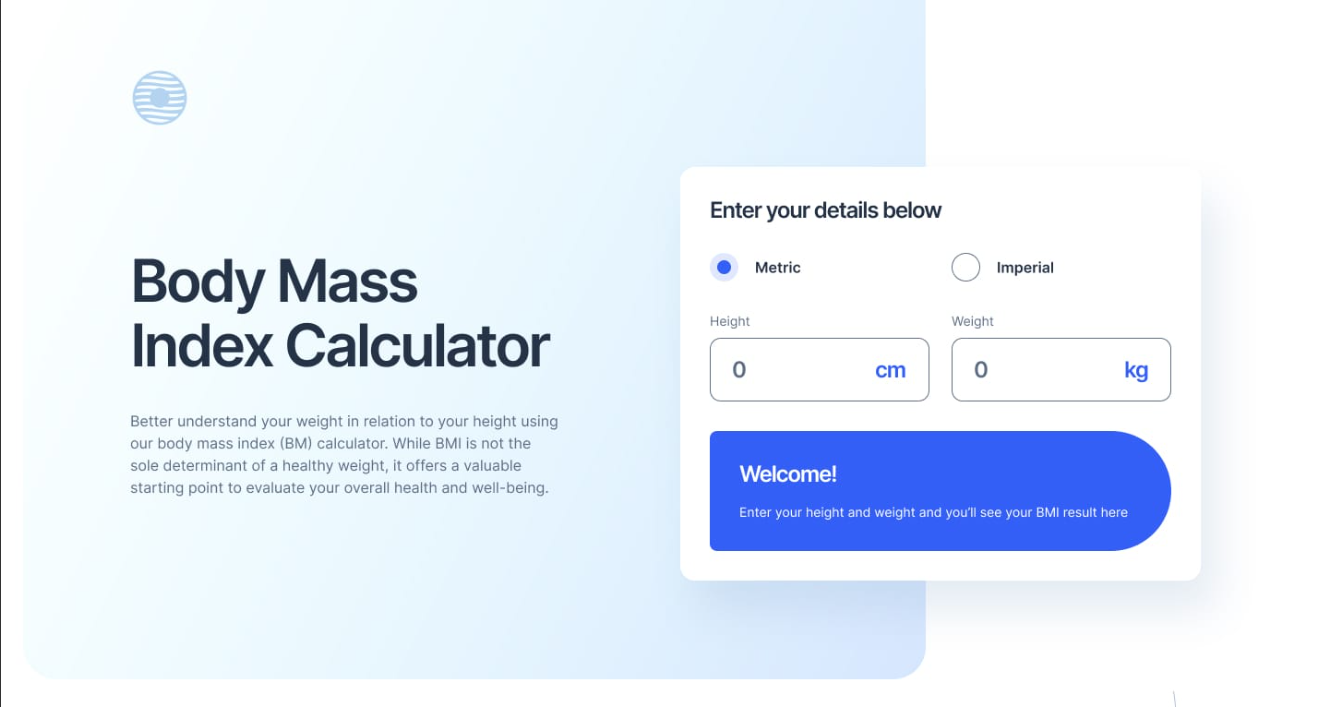 Body Mass
Index Calculator
Better understand your weight in relation to your height using
our body mass index (BM) calculator. While BMI is not the
sole determinant of a healthy weight, it offers a valuable
starting point to evaluate your overall health and well-being.
Enter your details below
Metric
Imperial
Height
Weight
0 cm
0 kg
Welcome!
Enter your height and weight and you’ll see your BMI result here